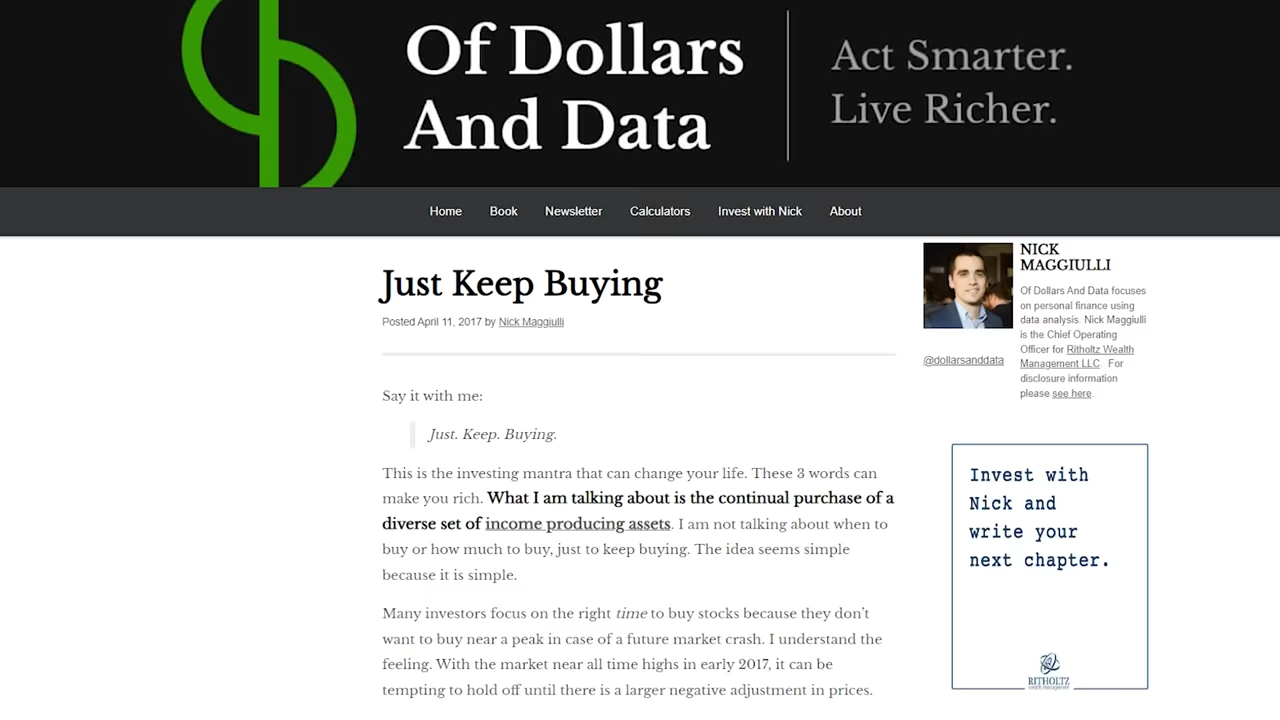 Of Dollars
And Data
Act Smarter.
Live Richer.
Home Book Newsletter Calculators Invest with Nick About
Just Keep Buying
Posted April 11, 2017 by Nick Maggiulli
Say it with me:
Just. Keep. Buying.
This is the investing mantra that can change your life. These 3 words can
make you rich. What I am talking about is the continual purchase of a
diverse set of income producing assets. I am not talking about when to
buy or how much to buy, just to keep buying. The idea seems simple
because it is simple.
Many investors focus on the right time to buy stocks because they don't
want to buy near a peak in case of a future market crash. I understand the
feeling. With the market near all time highs in early 2017, it can be
tempting to hold off until there is a larger negative adjustment in prices.
NICK
MAGGIULLI
Of Dollars And Data focuses
on personal finance using
data analysis. Nick Maggiulli
is the Chief Operating
Officer for Ritholtz Wealth
Management LLC. For
disclosure information
please see here.
@dollarsanddata
Invest with
Nick and
write your
next chapter.
RITHOLTZ
wealth management